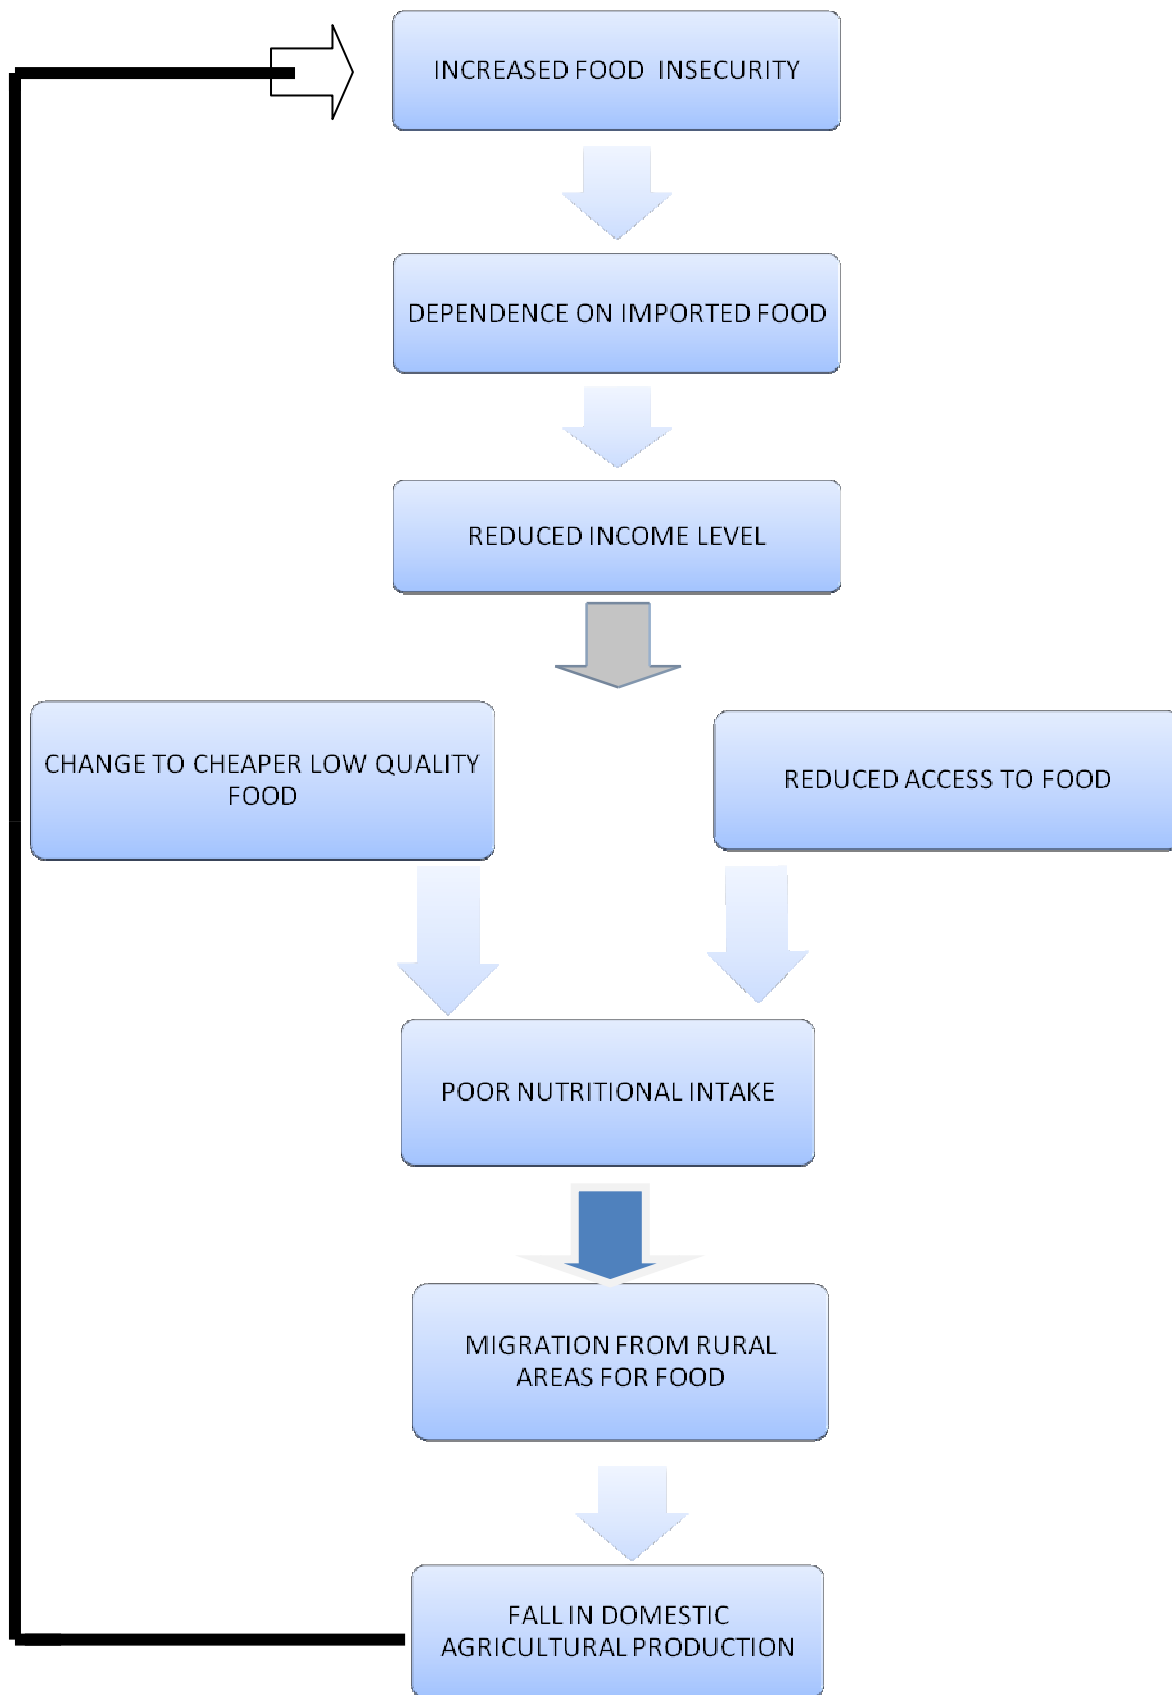 INCREASED FOOD INSECURITY
DEPENDENCE ON IMPORTED FOOD
REDUCED INCOME LEVEL
CHANGE TO CHEAPER LOW QUALITY
FOOD
REDUCED ACCESS TO FOOD
POOR NUTRITIONAL INTAKE
MIGRATION FROM RURAL
AREAS FOR FOOD
FALL IN DOMESTIC
AGRICULTURAL PRODUCTION